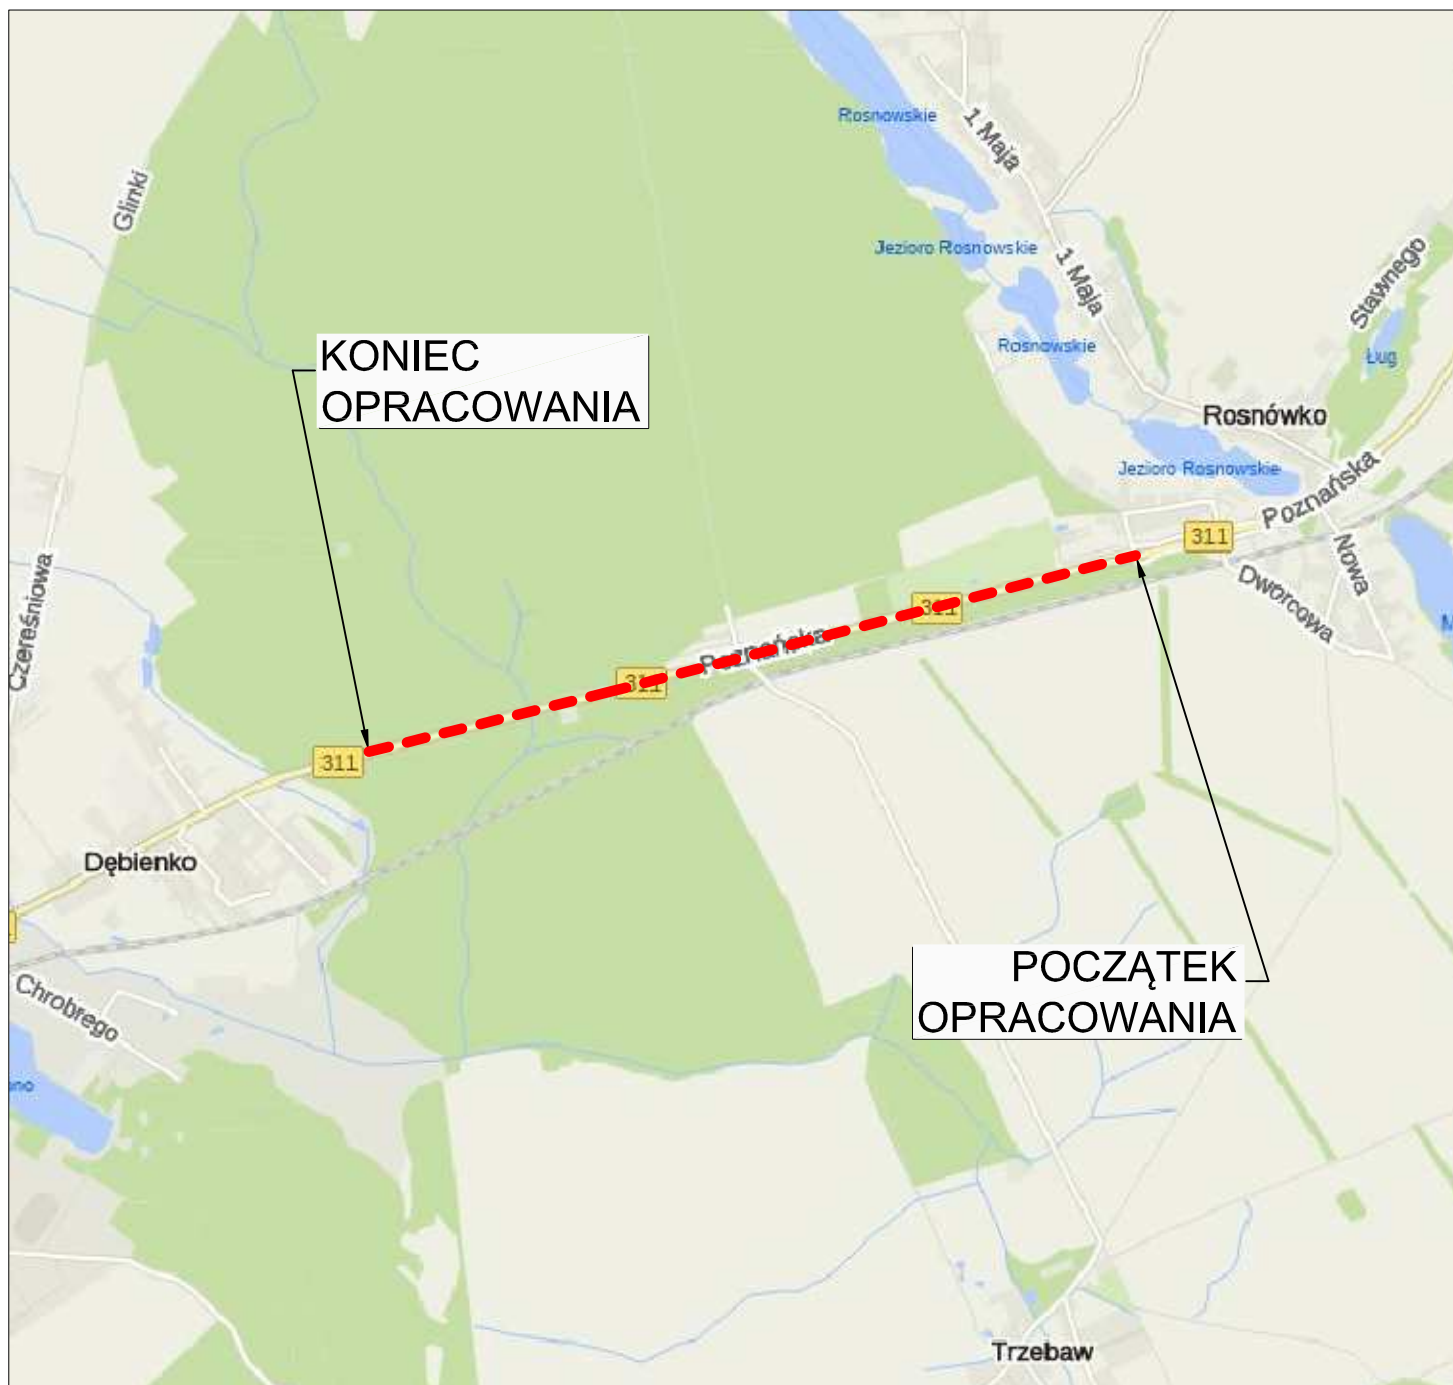 Rosnowskie
1 Maja
Glinki
Jezioro Rosnowskie
1 Maja
Stawnego
Rosnowskie
Ług
KONIEC
OPRACOWANIA
Rosnówko
Jezioro Rosnowskie
Poznańska
311
Nowa
Dworcowa
Czereśniowa
311
Poznańska
311
311
Dębienko
POCZĄTEK
OPRACOWANIA
Chrobrego
Trzebaw